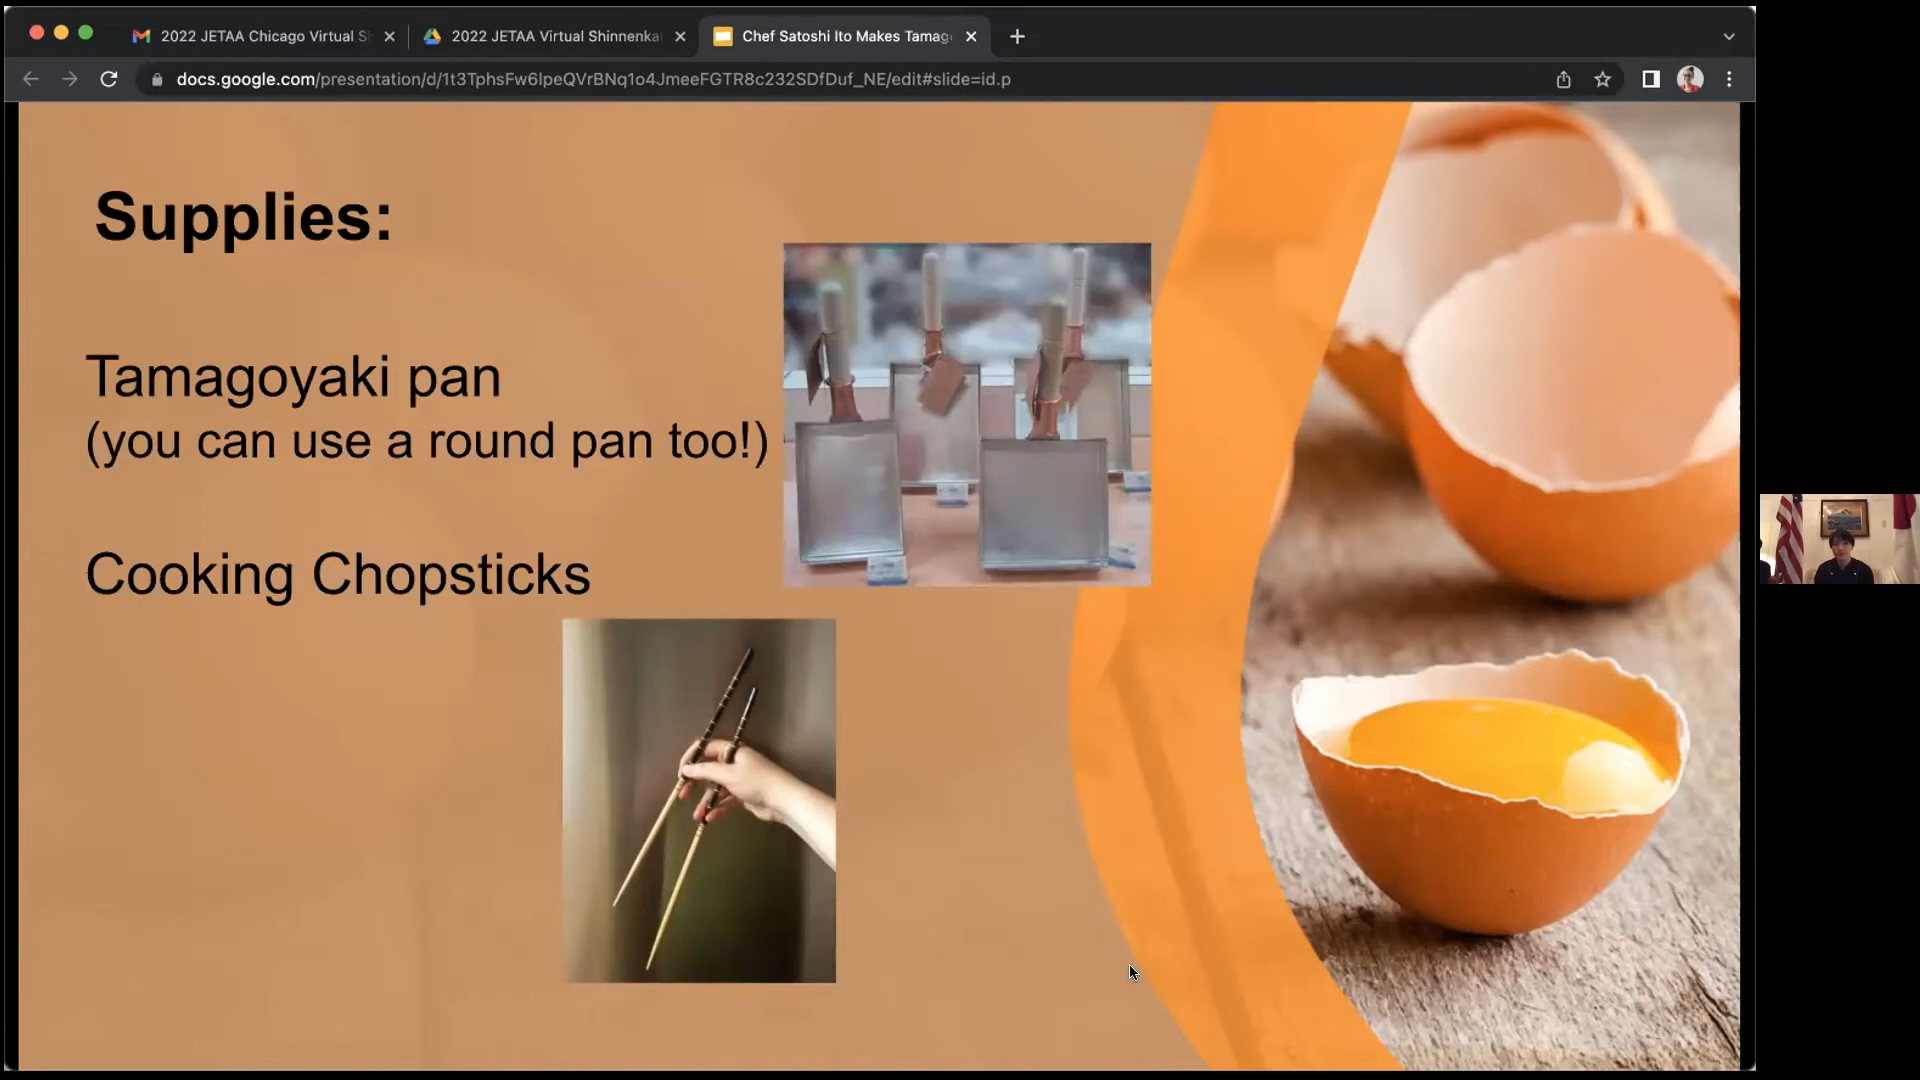 2022 JETAA Chicago Virtual S
2022 JETAA Virtual Shinnenka
Chef Satoshi Ito Makes Tamag
docs.google.com/presentation/d/1t3TphsFw6IpeQVrBNq1o4JmeeFGTR8c232SDfDuf_NE/edit#slide=id.p
Supplies:
Tamagoyaki pan
(you can use a round pan too!)
Cooking Chopsticks